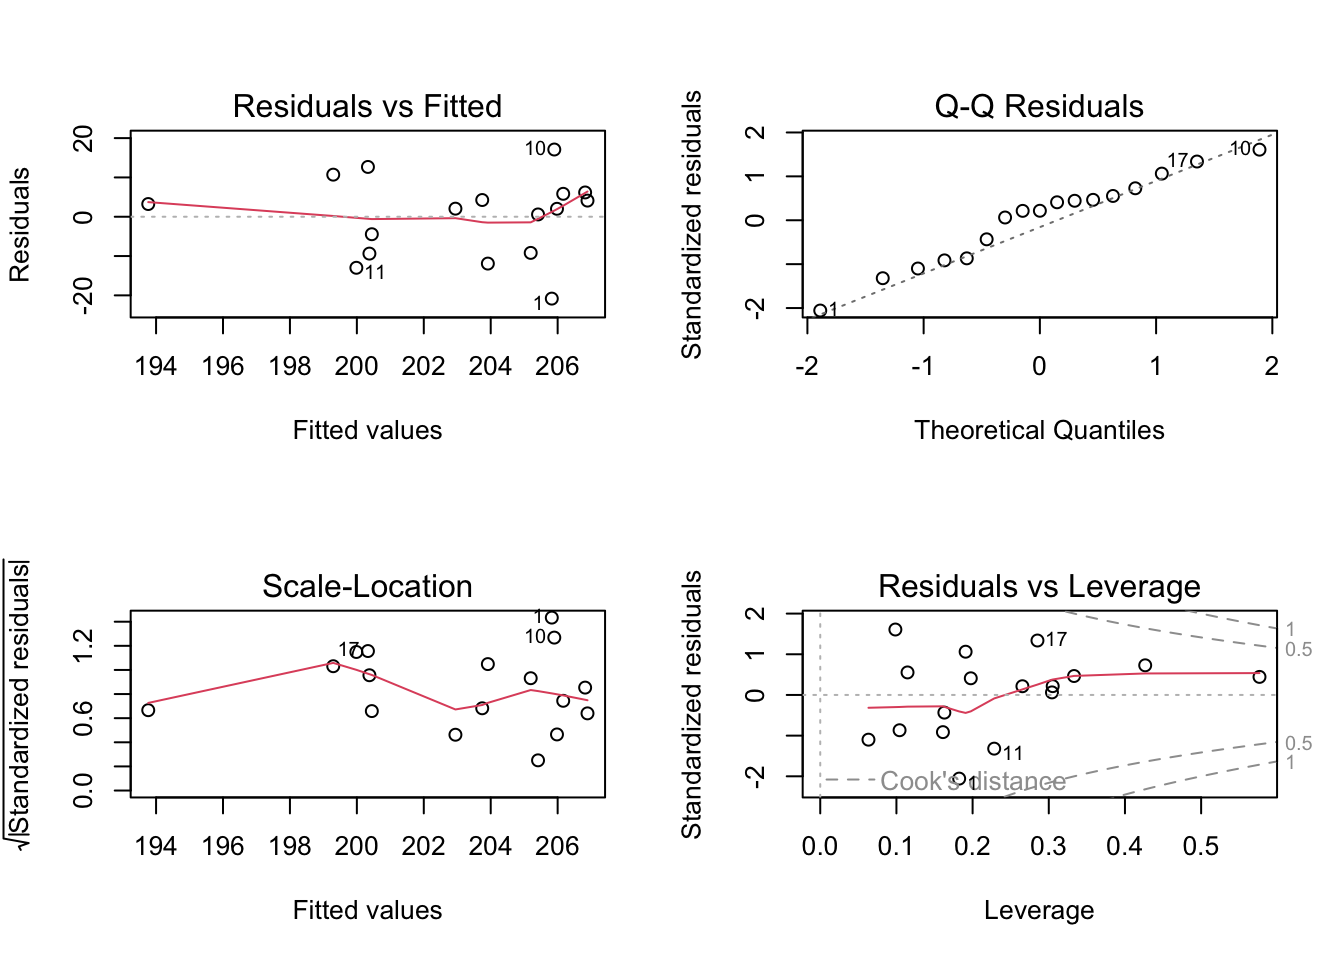 Residuals vs Fitted
Residuals
20
0
-20
10
11
1
194 196 198 200 202 204 206
Fitted values
Q-Q Residuals
Standardized residuals
2
1
0
-2
17
10
1
-2 -1 0 1 2
Theoretical Quantiles
Scale-Location
√|Standardized residuals|
1.2
0.6
0.0
1
10
17
194 196 198 200 202 204 206
Fitted values
Residuals vs Leverage
Standardized residuals
2
1
0
-2
17
11
1
1
0.5
0.5
1
Cook's distance
0.0 0.1 0.2 0.3 0.4 0.5
Leverage